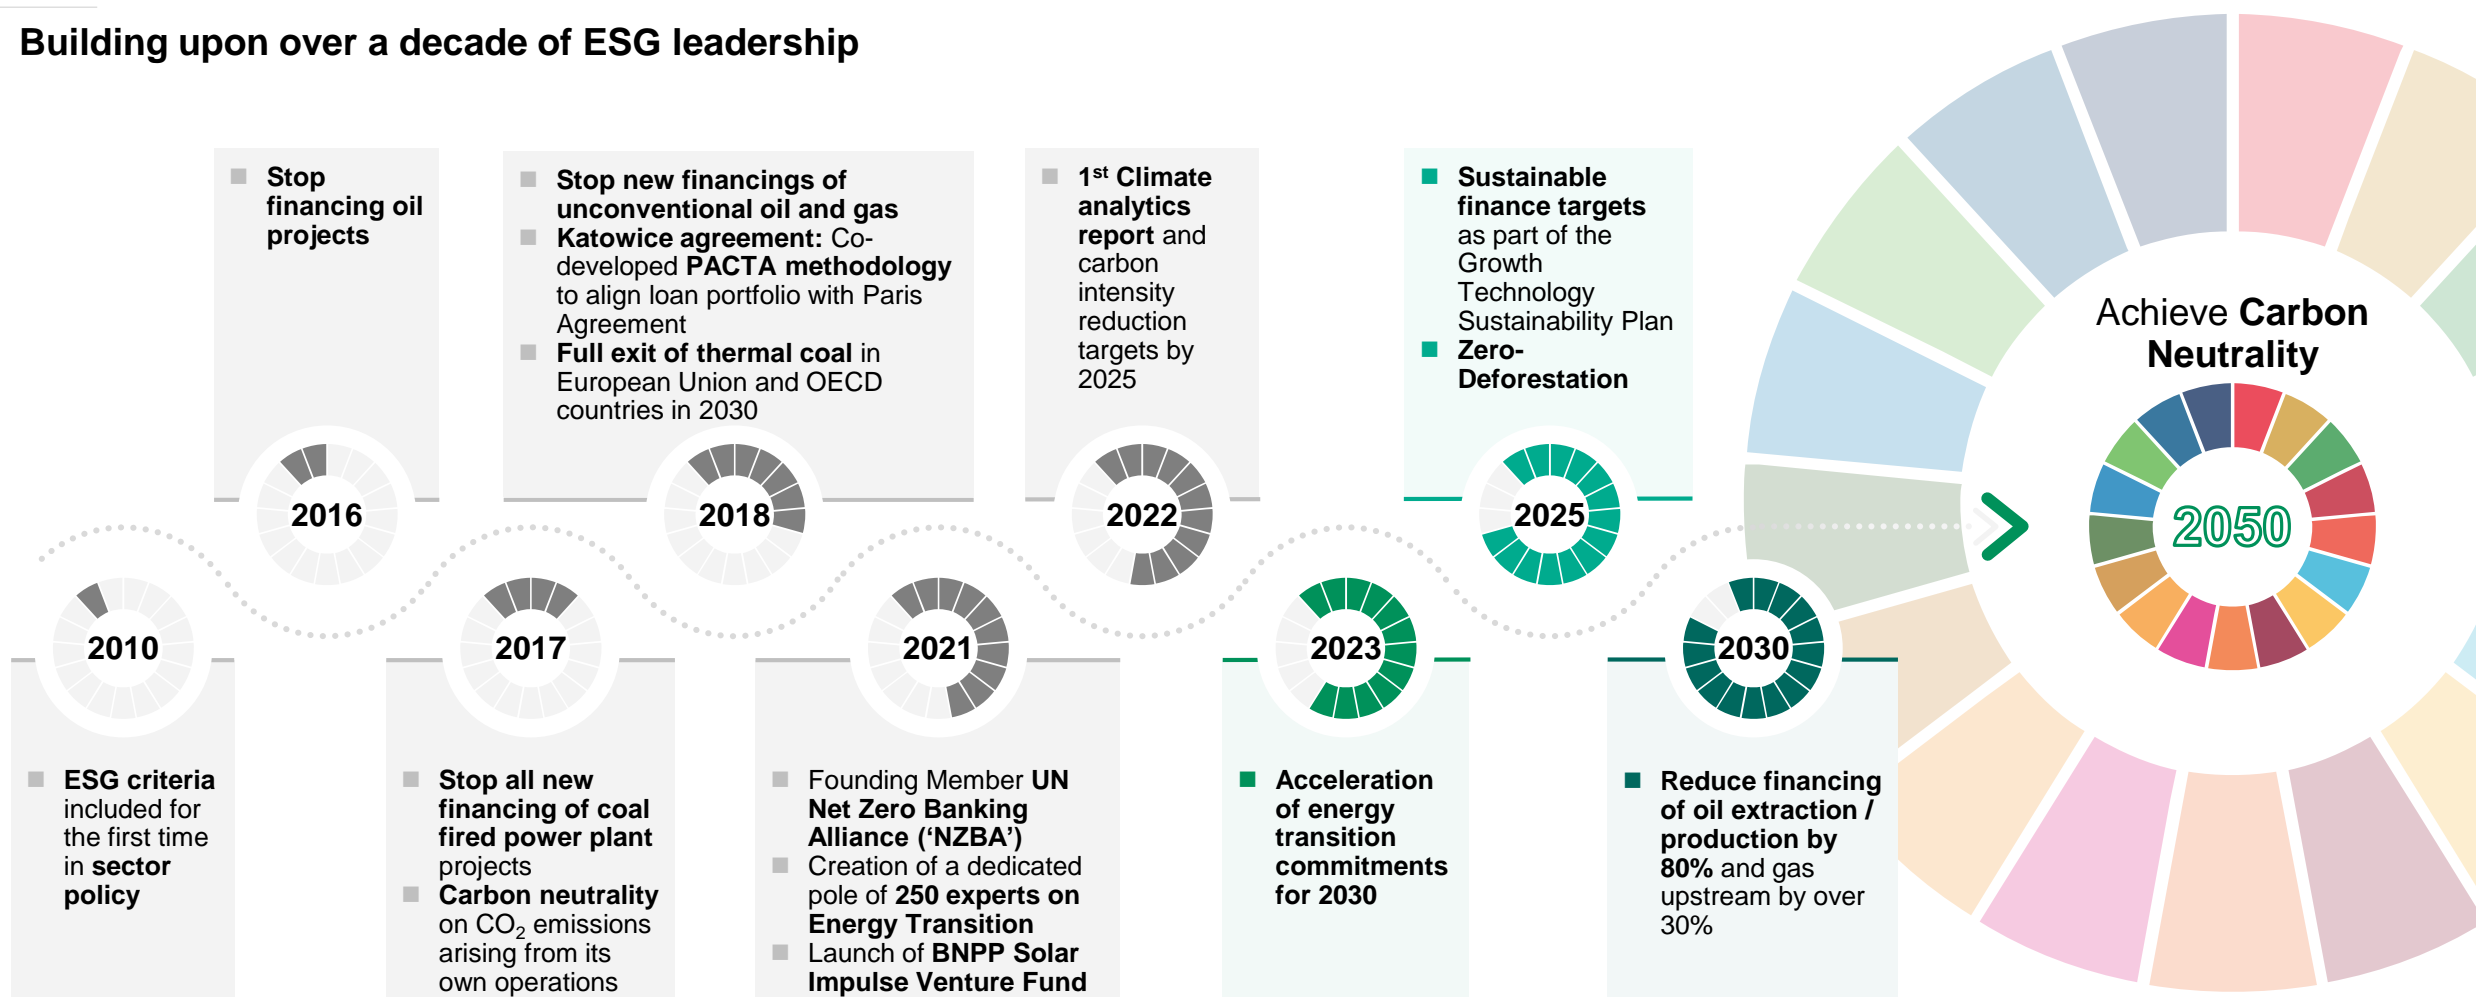 Building upon over a decade of ESG leadership
Stop
financing oil
projects
2016
Stop new financings of
unconventional oil and gas
Katowice agreement: Co-
developed PACTA methodology
to align loan portfolio with Paris
Agreement
Full exit of thermal coal in
European Union and OECD
countries in 2030
2018
1st Climate
analytics
report and
carbon
intensity
reduction
targets by
2025
2022
Sustainable
finance targets
as part of the
Growth
Technology
Sustainability Plan
Zero-
Deforestation
2025
Achieve Carbon
Neutrality
2050
2010
ESG criteria
included for
the first time
in sector
policy
2017
Stop all new
financing of coal
fired power plant
projects
Carbon neutrality
on CO2 emissions
arising from its
own operations
2021
Founding Member UN
Net Zero Banking
Alliance (‘NZBA’)
Creation of a dedicated
pole of 250 experts on
Energy Transition
Launch of BNPP Solar
Impulse Venture Fund
2023
Acceleration
of energy
transition
commitments
for 2030
2030
Reduce financing
of oil extraction /
production by
80% and gas
upstream by over
30%